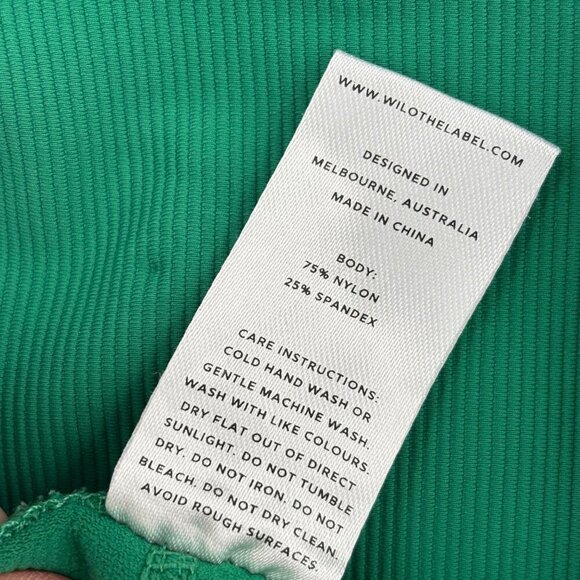 WWW.WILOTHELABEL.COM
DESIGNED IN
MELBOURNE, AUSTRALIA
MADE IN CHINA
BODY:
75% NYLON
25% SPANDEX
CARE INSTRUCTIONS:
COLD HAND WASH OR
GENTLE MACHINE WASH.
WASH WITH LIKE COLOURS.
DRY FLAT OUT OF DIRECT
SUNLIGHT. DO NOT TUMBLE
DRY. DO NOT IRON. DO NOT
BLEACH. DO NOT DRY CLEAN.
AVOID ROUGH SURFACES.